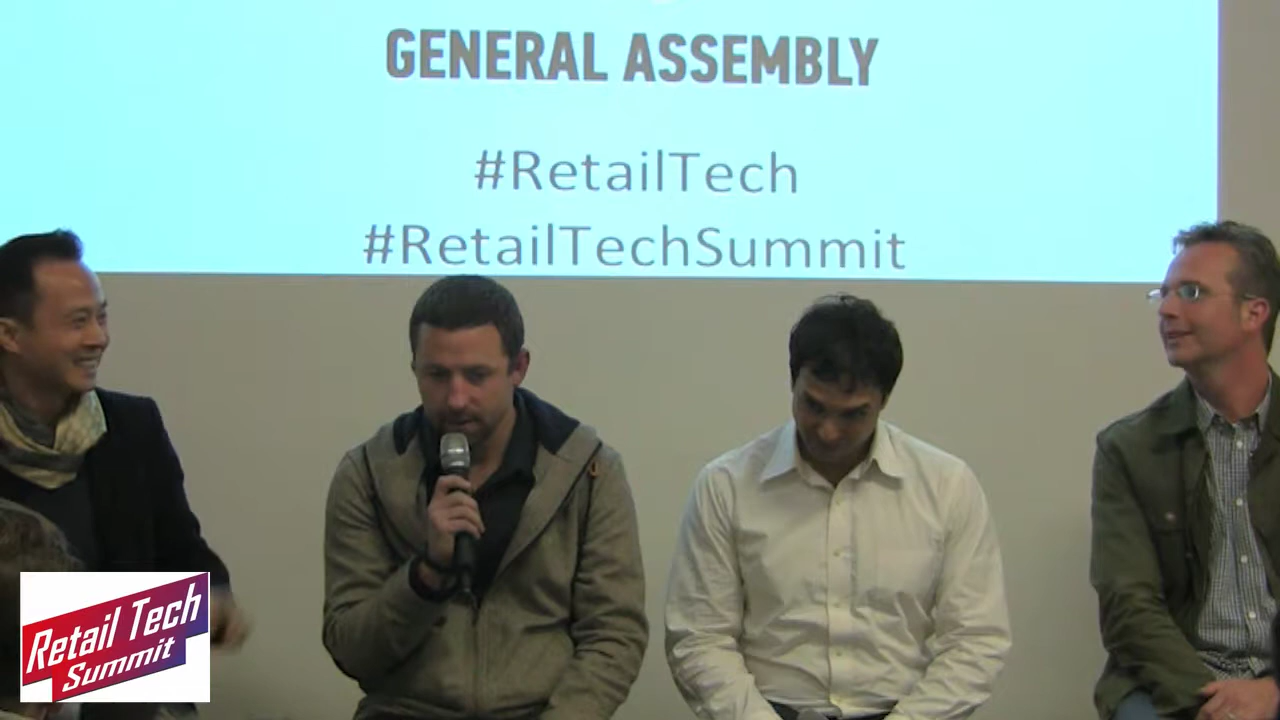 GENERAL ASSEMBLY
#RetailTech
#RetailTechSummit
Retail Tech
Summit